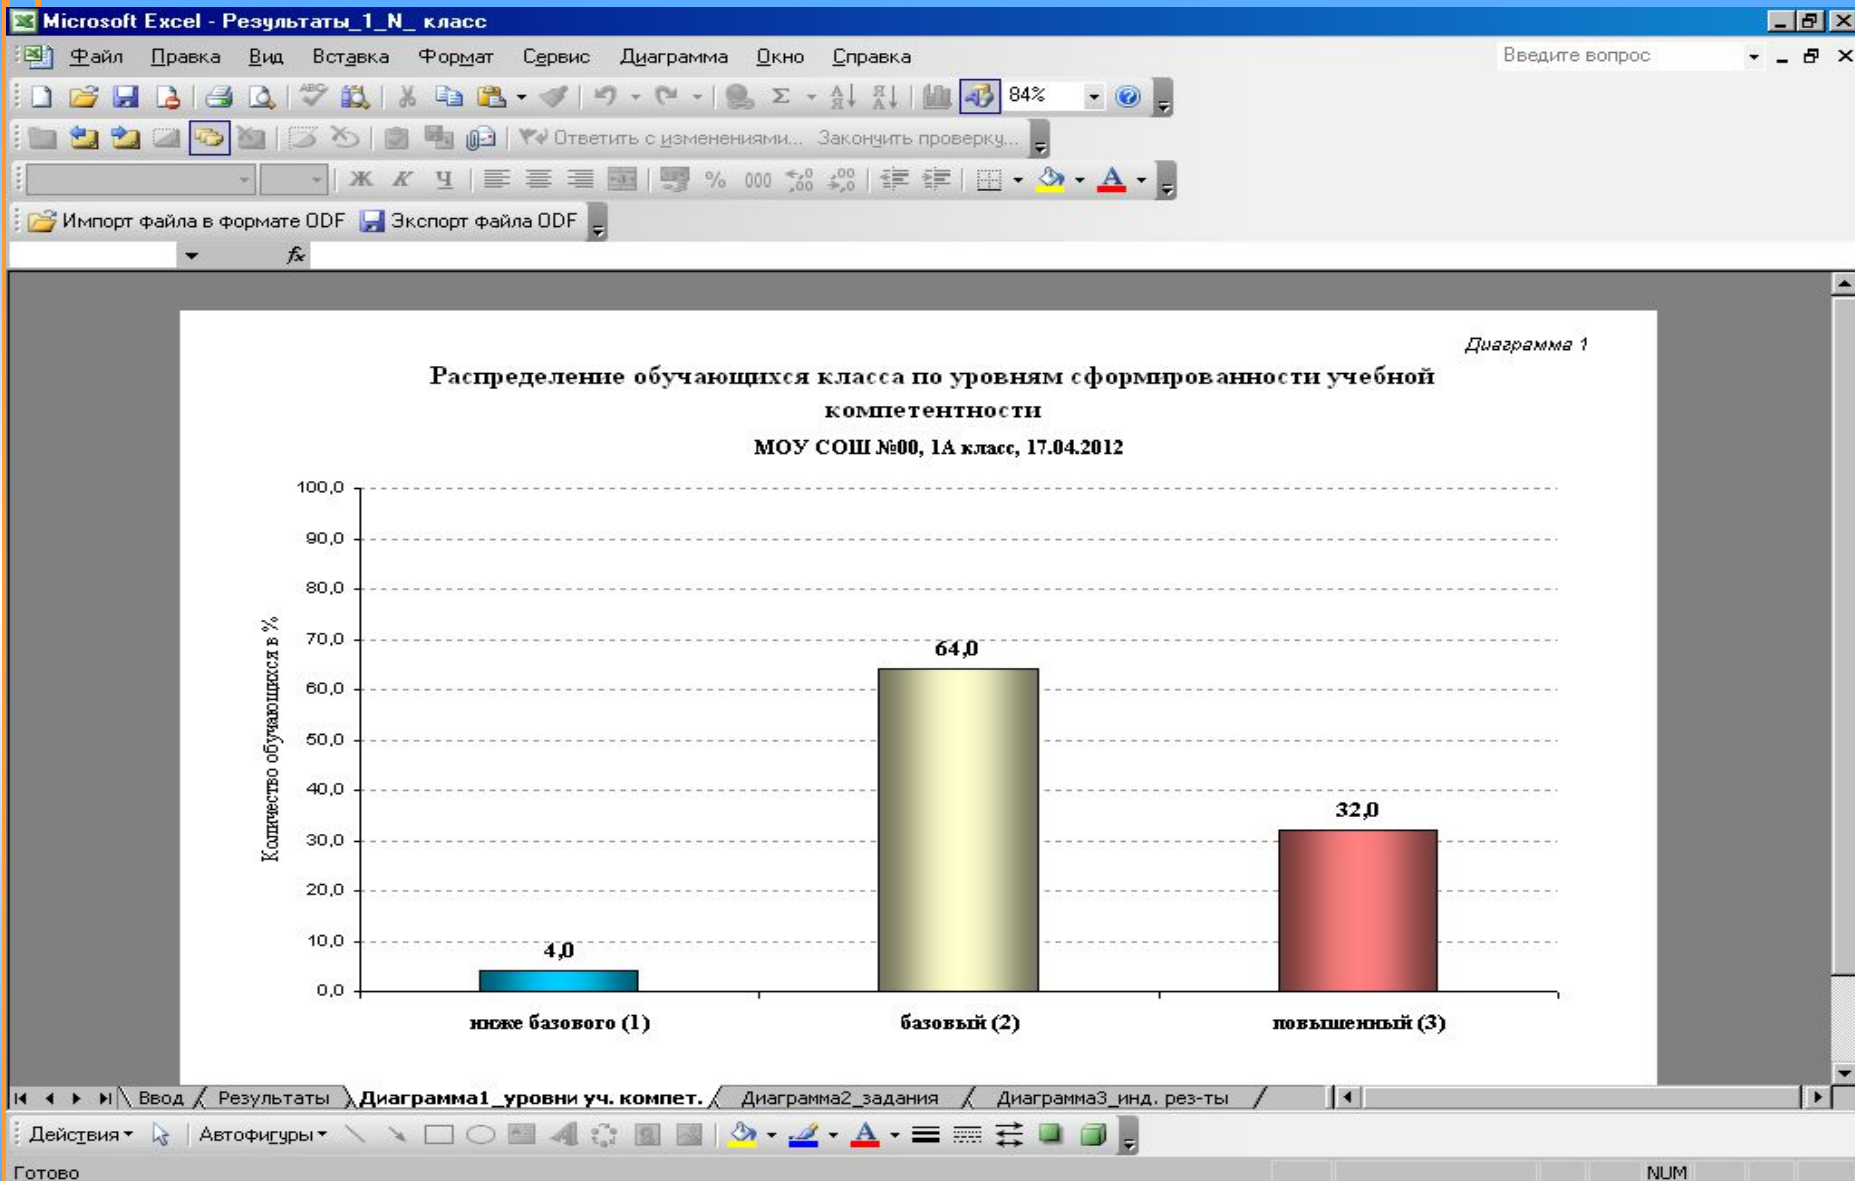 Microsoft Excel - Результаты_1_N_ класс
Файл Правка Вид Вставка Формат Сервис Диаграмма Окно Справка Введите вопрос
84%
Ответить с изменениями... Закончить проверку...
Ж К Ч % 000
Импорт файла в формате ODF Экспорт файла ODF
fx
Диаграмма 1
Распределение обучающихся класса по уровням сформированности учебной
компетентности
МОУ СОШ №00, 1А класс, 17.04.2012
Количество обучающихся в %
100,0
90,0
80,0
70,0
60,0
50,0
40,0
30,0
20,0
10,0
0,0
4,0
64,0
32,0
ниже базового (1) базовый (2) повышенный (3)
Ввод Результаты Диаграмма1_уровни уч. компет. Диаграмма2_задания Диаграмма3_инд. рез-ты
Действия Автофигуры
Готово NUM